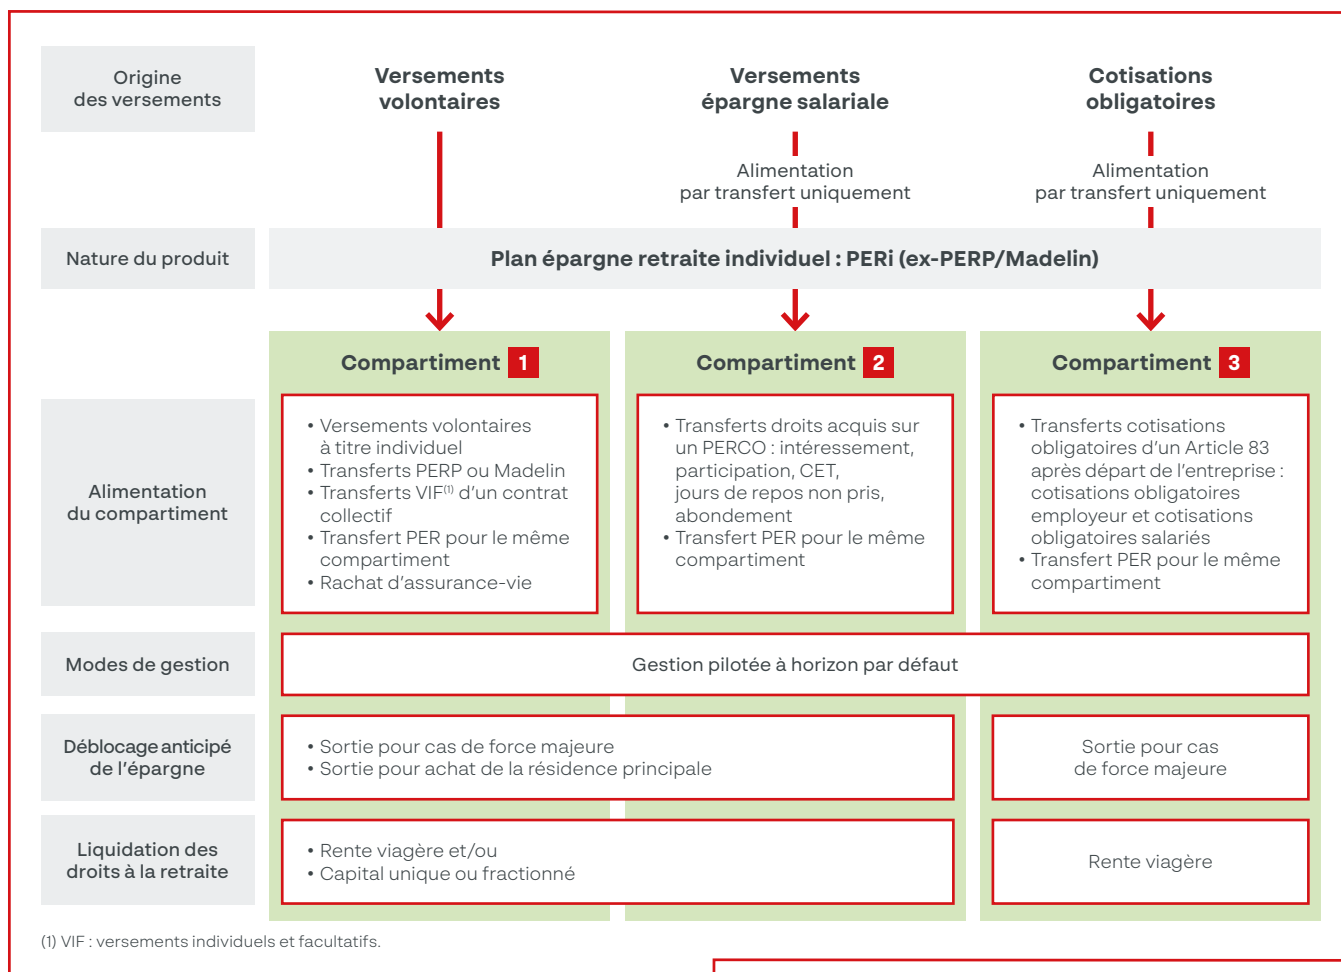 Origine
des versements
Versements
volontaires
Versements
épargne salariale
Cotisations
obligatoires
Alimentation
par transfert uniquement
Alimentation
par transfert uniquement
Nature du produit
Plan épargne retraite individuel : PERi (ex-PERP/Madelin)
Compartiment 1
Compartiment 2
Compartiment 3
Alimentation
du compartiment
• Versements volontaires
à titre individuel
• Transferts PERP ou Madelin
• Transferts VIF(1) d'un contrat
collectif
• Transfert PER pour le même
compartiment
• Rachat d'assurance-vie
• Transferts droits acquis sur
un PERCO : intéressement,
participation, CET,
jours de repos non pris,
abondement
• Transfert PER pour le même
compartiment
• Transferts cotisations
obligatoires d'un Article 83
après départ de l'entreprise :
cotisations obligatoires
employeur et cotisations
obligatoires salariés
• Transfert PER pour le même
compartiment
Modes de gestion
Gestion pilotée à horizon par défaut
Déblocage anticipé
de l'épargne
• Sortie pour cas de force majeure
• Sortie pour achat de la résidence principale
Sortie pour cas
de force majeure
Liquidation des
droits à la retraite
• Rente viagère et/ou
• Capital unique ou fractionné
Rente viagère
(1) VIF : versements individuels et facultatifs.